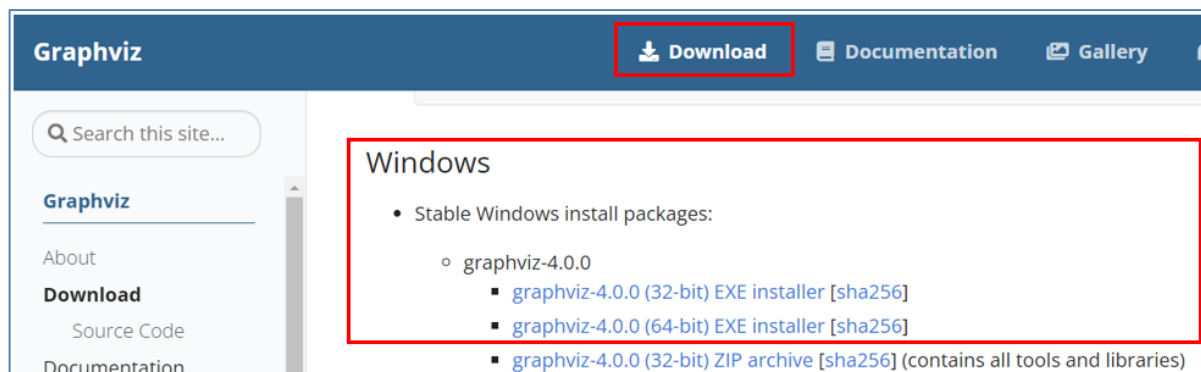 Graphviz
Download
Documentation
Gallery
Search this site...
Graphviz
About
Download
Source Code
Documentation
Windows
• Stable Windows install packages:
◦ graphviz-4.0.0
▪ graphviz-4.0.0 (32-bit) EXE installer [sha256]
▪ graphviz-4.0.0 (64-bit) EXE installer [sha256]
▪ graphviz-4.0.0 (32-bit) ZIP archive [sha256] (contains all tools and libraries)